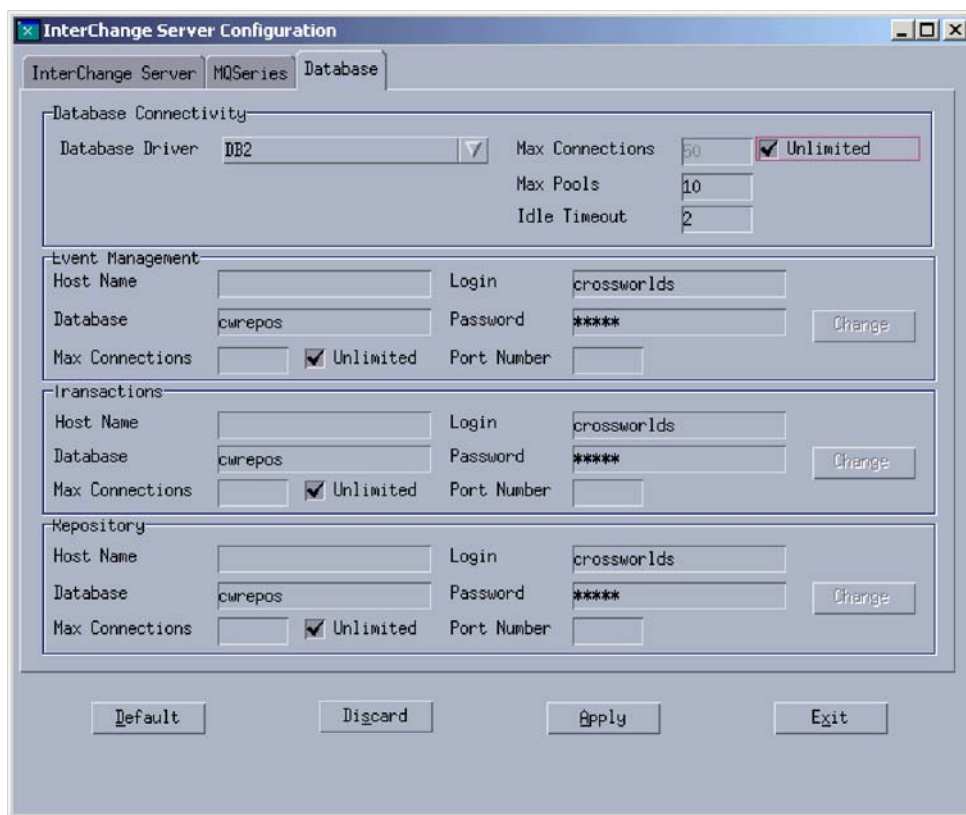 InterChange Server Configuration
InterChange Server MQSeries Database
Database Connectivity
Database Driver DB2 Max Connections 50 Unlimited
Max Pools 10
Idle Timeout 2
Event Management
Host Name Login crossworlds
Database cwrepos Password ***** Change
Max Connections Unlimited Port Number
Transactions
Host Name Login crossworlds
Database cwrepos Password ***** Change
Max Connections Unlimited Port Number
Repository
Host Name Login crossworlds
Database cwrepos Password ***** Change
Max Connections Unlimited Port Number
Default Discard Apply Exit